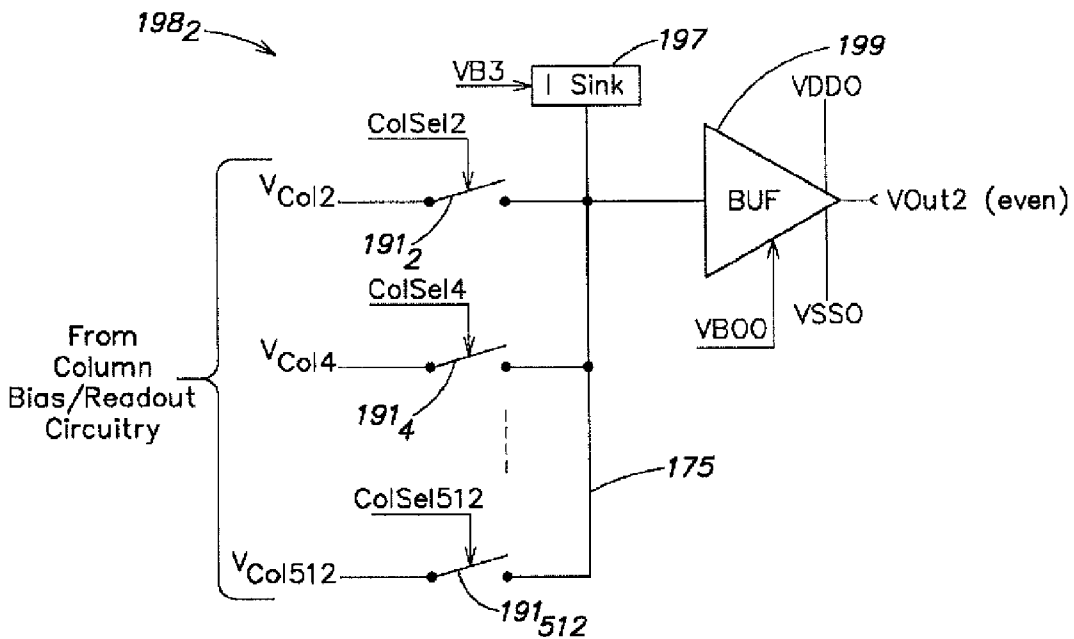 198₂
197
199
VB3
I Sink
VDDO
ColSel2
VCol2
BUF
VOut2 (even)
191₂
ColSel4
VBOO
VSSO
From
Column
Bias/Readout
Circuitry
VCol4
191₄
175
ColSel512
VCol512
191₅₁₂